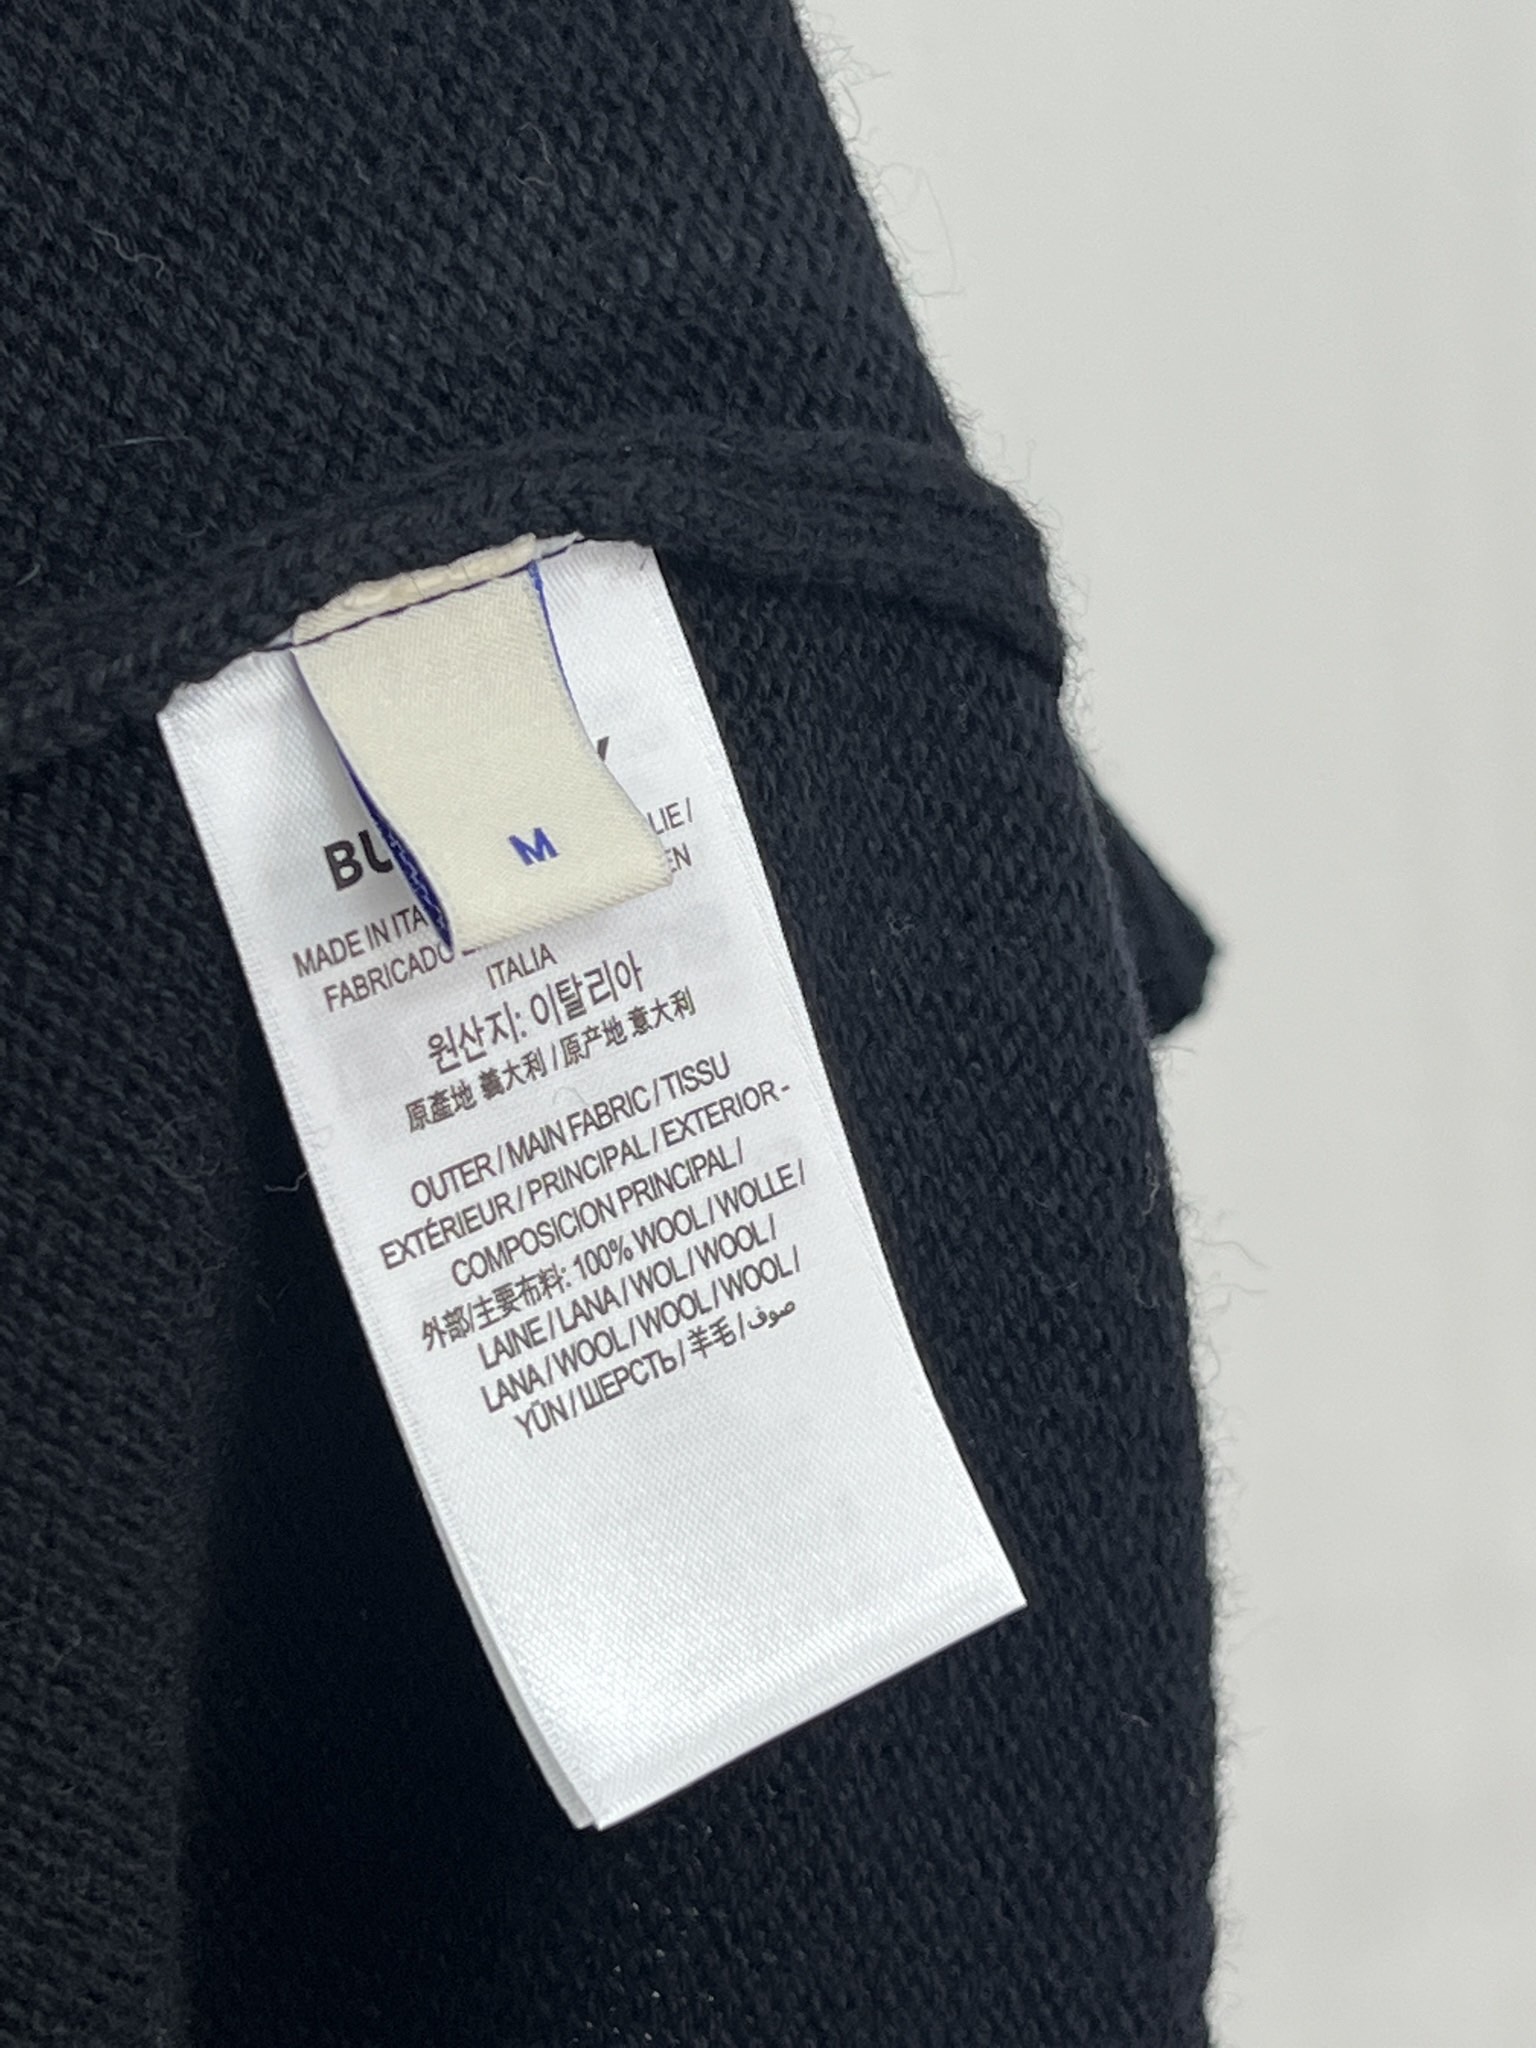 M
BU
Y
MADE IN ITA
LIE /
FABRICADO
EN
ITALIA
원산지: 이탈리아
原產地 義大利 / 原产地 意大利
OUTER / MAIN FABRIC / TISSU
EXTÉRIEUR / PRINCIPAL / EXTERIOR -
COMPOSICION PRINCIPAL /
外部/主要布料: 100% WOOL / WOLLE /
LAINE / LANA / WOL / WOOL /
LANA / WOOL / WOOL / WOOL /
YÜN / ШЕРСТЬ / 羊毛 / صوف